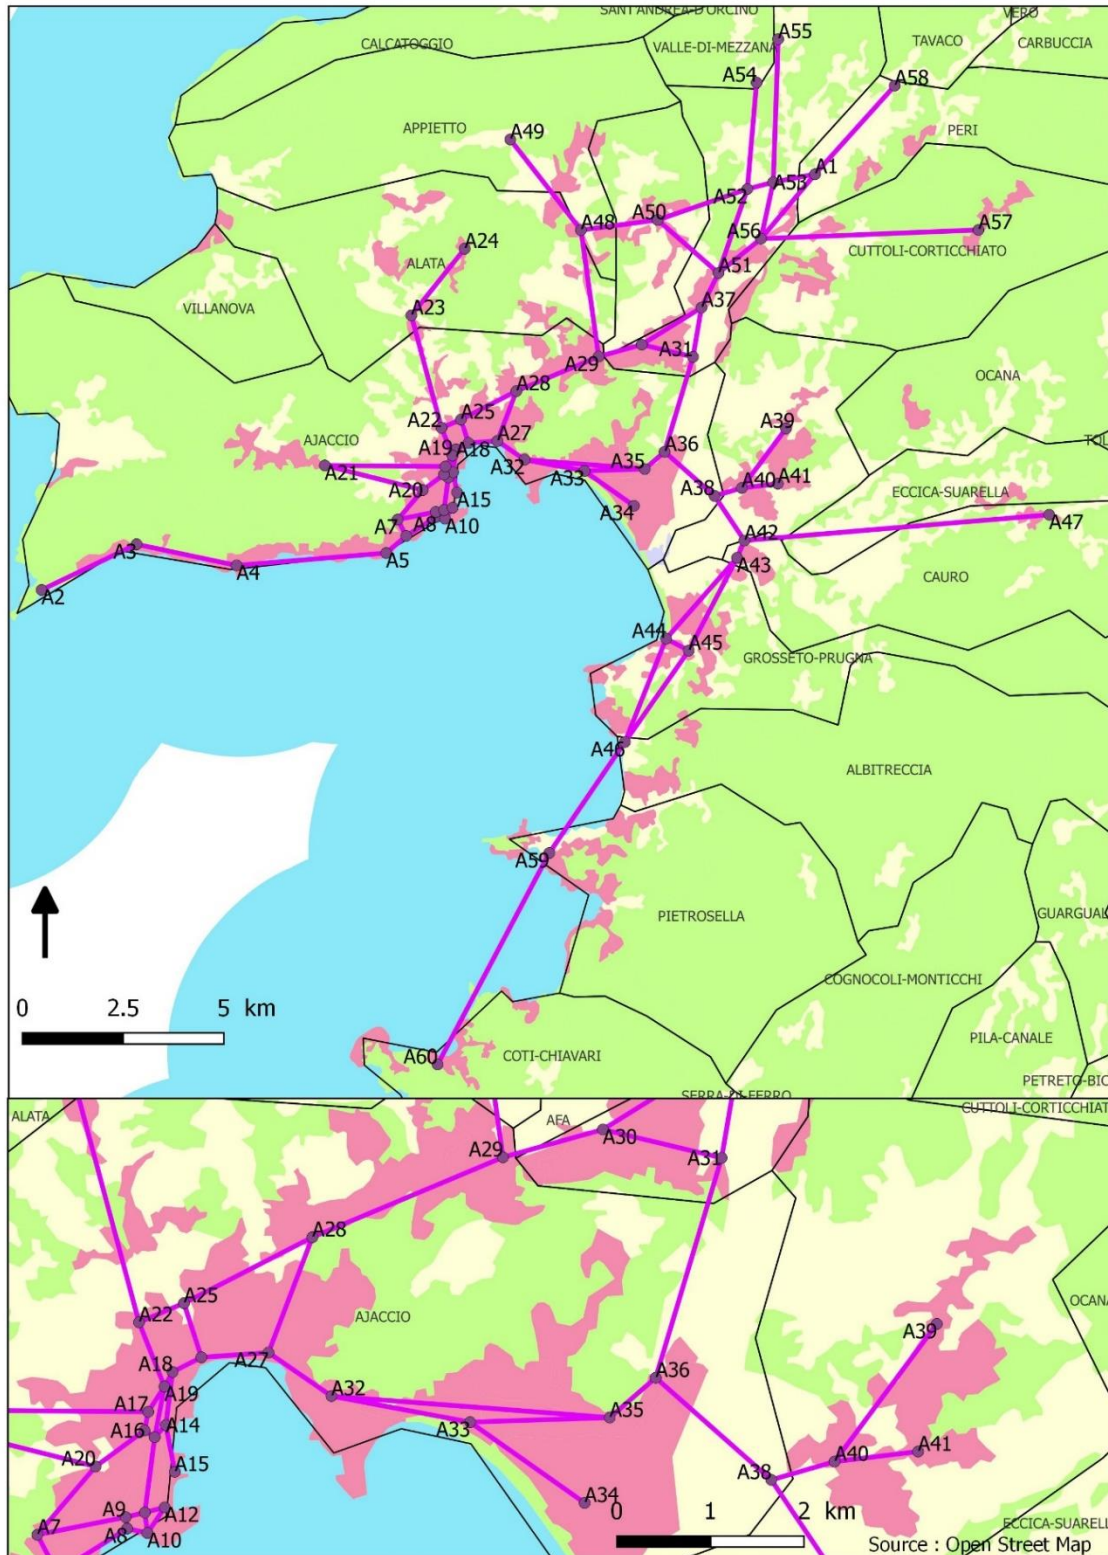 SANT'ANDREA-D'ORCINO
VERO
CALCATOGGIO
VALLE-DI-MEZZANA
A55
TAVACO
CARBUCCIA
A54
A58
APPIETTO
A49
PERI
A1
A53
A52
A48
A50
A57
A56
CUTTOLI-CORTICCHIATO
A24
ALATA
A51
VILLANOVA
A23
A37
A29
A31
OCANA
A28
A25
A22
A39
AJACCIO
A27
A36
A19
A18
A21
A32
A35
A33
A41
A40
A20
A38
ECCICA-SUARELLA
A15
A34
A47
A7
A8
A10
A42
A3
A5
A43
A4
CAURO
A2
A44
A45
GROSSETO-PRUGNA
A46
ALBITRECCIA
A59
PIETROSELLA
GUARGUAL
COGNOCOLI-MONTICCHI
0 2.5 5 km
PILA-CANALE
A60
COTI-CHIAVARI
PETRETO-BIC
SERRA-DI-FERRO
ALATA
AFA
CUTTOLI-CORTICCHIAT
A30
A29
A31
A28
A25
OCANA
A22
AJACCIO
A39
A27
A18
A36
A19
A32
A17
A14
A35
A16
A33
A41
A40
A20
A15
A38
A34
A9
A12
0 1 2 km
A7
A8
A10
ECCICA-SUARELL
Source : Open Street Map